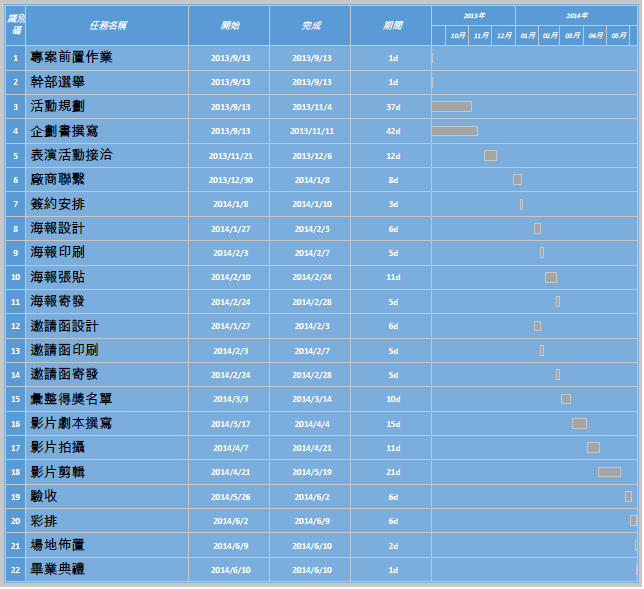 識別碼 任務名稱 開始 完成 期間 2013年 2014年
10月 11月 12月 01月 02月 03月 04月 05月
1 專案前置作業 2013/9/13 2013/9/13 1d
2 幹部選舉 2013/9/13 2013/9/13 1d
3 活動規劃 2013/9/13 2013/11/4 37d
4 企劃書撰寫 2013/9/13 2013/11/11 42d
5 表演活動接洽 2013/11/21 2013/12/6 12d
6 廠商聯繫 2013/12/30 2014/1/8 8d
7 簽約安排 2014/1/8 2014/1/10 3d
8 海報設計 2014/1/27 2014/2/3 6d
9 海報印刷 2014/2/3 2014/2/7 5d
10 海報張貼 2014/2/10 2014/2/24 11d
11 海報寄發 2014/2/24 2014/2/28 5d
12 邀請函設計 2014/1/27 2014/2/3 6d
13 邀請函印刷 2014/2/3 2014/2/7 5d
14 邀請函寄發 2014/2/24 2014/2/28 5d
15 彙整得獎名單 2014/3/3 2014/3/14 10d
16 影片劇本撰寫 2014/3/17 2014/4/4 15d
17 影片拍攝 2014/4/7 2014/4/21 11d
18 影片剪輯 2014/4/21 2014/5/19 21d
19 驗收 2014/5/26 2014/6/2 6d
20 彩排 2014/6/2 2014/6/9 6d
21 場地佈置 2014/6/9 2014/6/10 2d
22 畢業典禮 2014/6/10 2014/6/10 1d